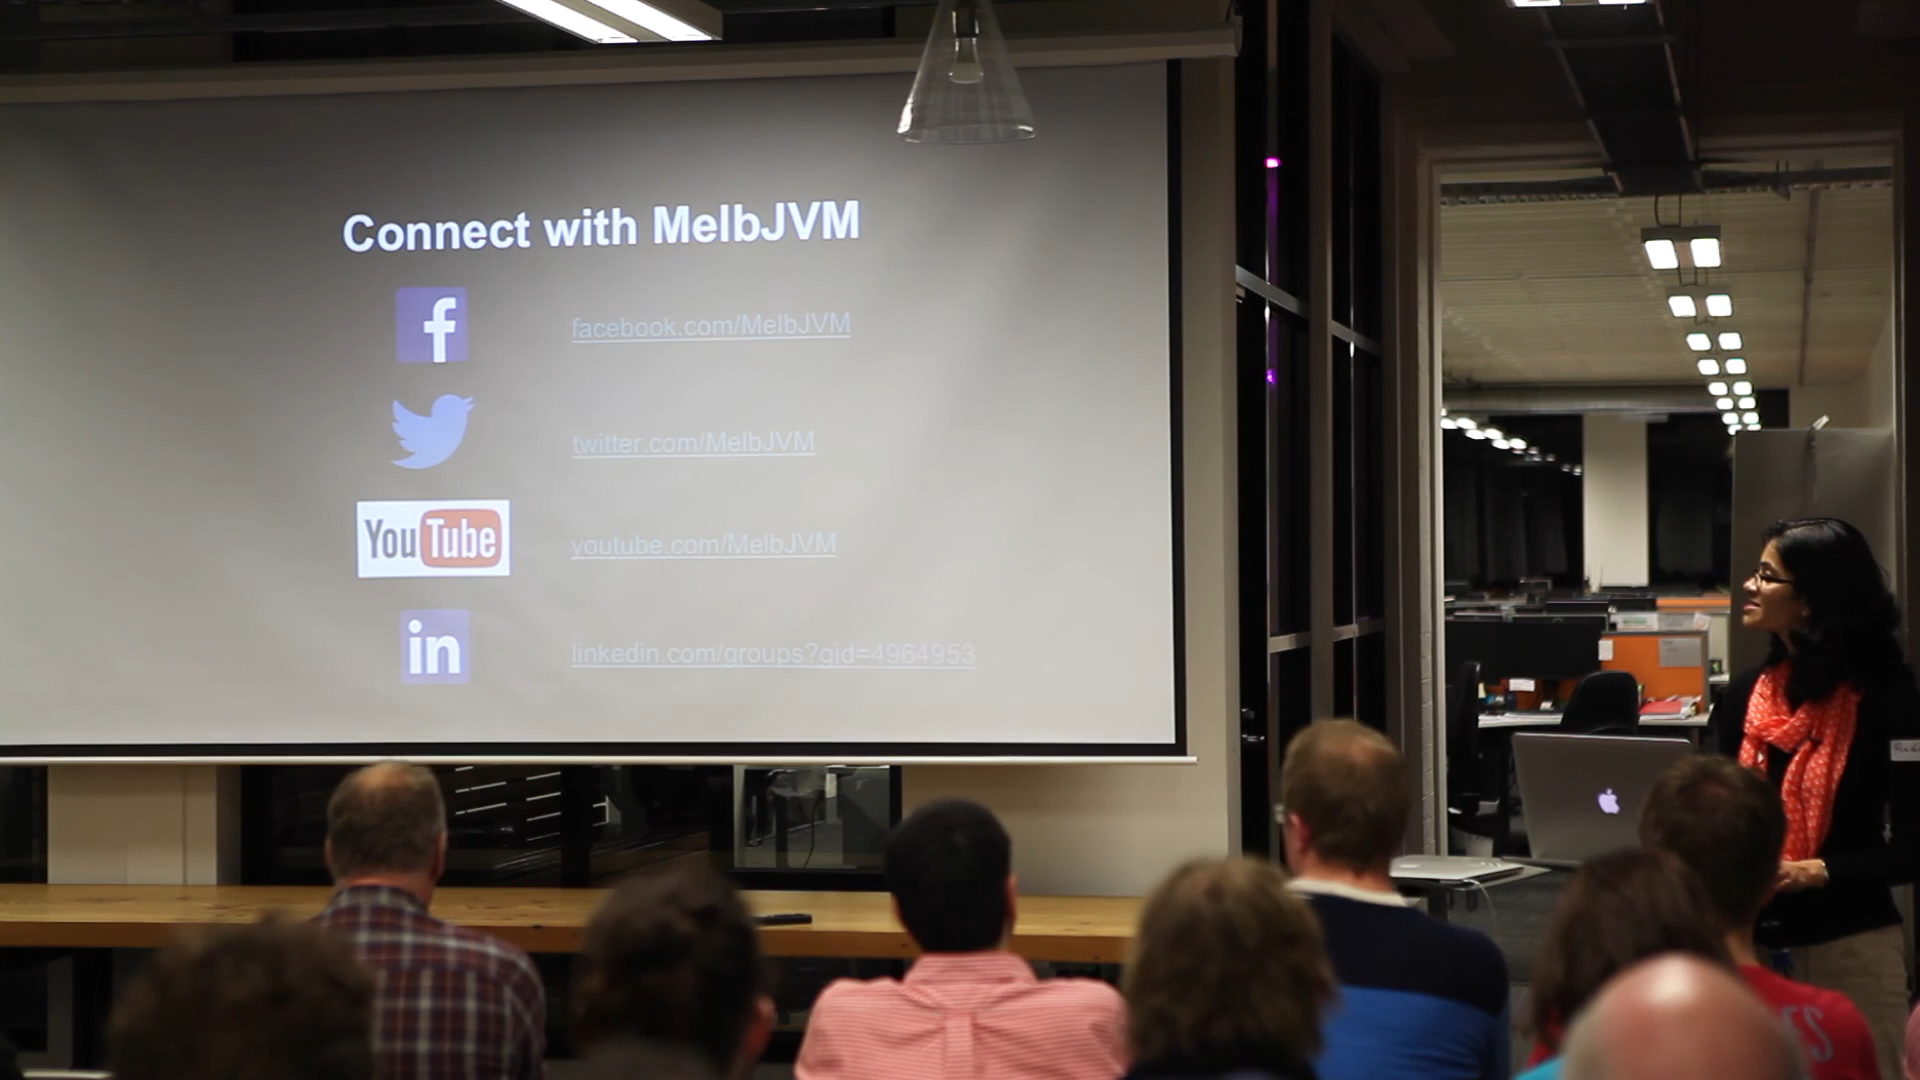 Connect with MelbJVM
f
facebook.com/MelbJVM
twitter.com/MelbJVM
YouTube
youtube.com/MelbJVM
in
linkedin.com/groups?gid=4964953